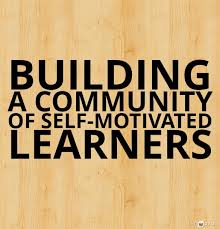 BUILDING
A COMMUNITY
OF SELF-MOTIVATED
LEARNERS